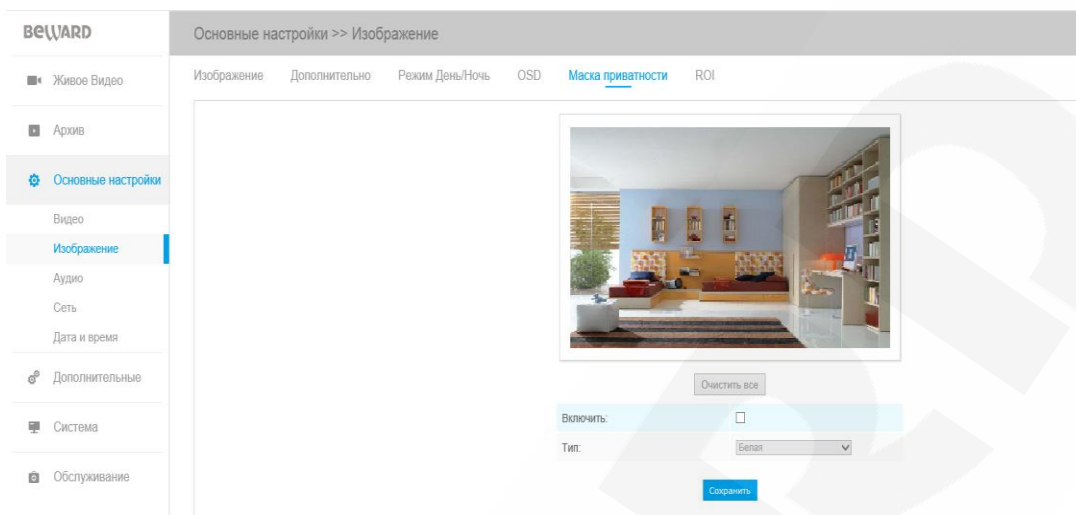 BEWARD
Основные настройки >> Изображение
Живое Видео
Архив
Основные настройки
Видео
Изображение
Аудио
Сеть
Дата и время
Дополнительные
Система
Обслуживание
Изображение Дополнительно Режим День/Ночь OSD Маска приватности ROI
Очистить все
Включить:
Тип: Белая
Сохранить